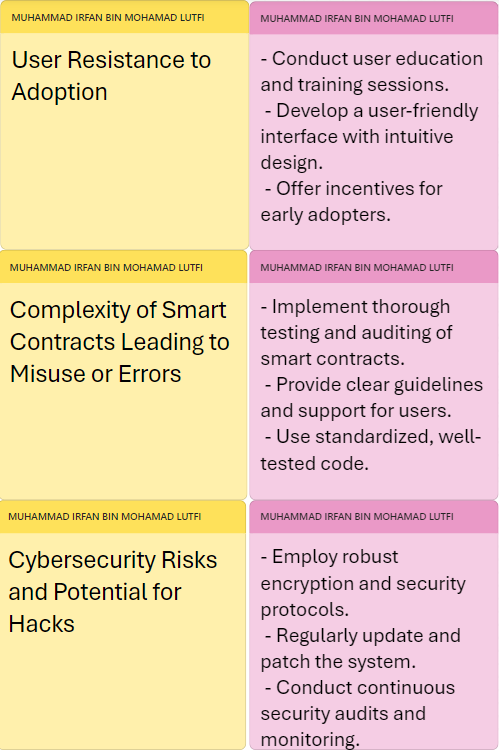 MUHAMMAD IRFAN BIN MOHAMAD LUTFI
User Resistance to
Adoption
MUHAMMAD IRFAN BIN MOHAMAD LUTFI
- Conduct user education
and training sessions.
- Develop a user-friendly
interface with intuitive
design.
- Offer incentives for
early adopters.
MUHAMMAD IRFAN BIN MOHAMAD LUTFI
Complexity of Smart
Contracts Leading to
Misuse or Errors
MUHAMMAD IRFAN BIN MOHAMAD LUTFI
- Implement thorough
testing and auditing of
smart contracts.
- Provide clear guidelines
and support for users.
- Use standardized, well-
tested code.
MUHAMMAD IRFAN BIN MOHAMAD LUTFI
Cybersecurity Risks
and Potential for
Hacks
MUHAMMAD IRFAN BIN MOHAMAD LUTFI
- Employ robust
encryption and security
protocols.
- Regularly update and
patch the system.
- Conduct continuous
security audits and
monitoring.